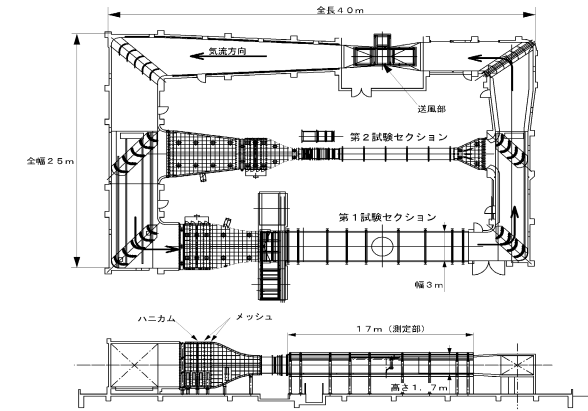 全長４０ｍ
気流方向
送風部
第２試験セクション
全幅２５ｍ
第１試験セクション
幅３ｍ
ハニカム
メッシュ
１７ｍ（測定部）
高さ１．７ｍ